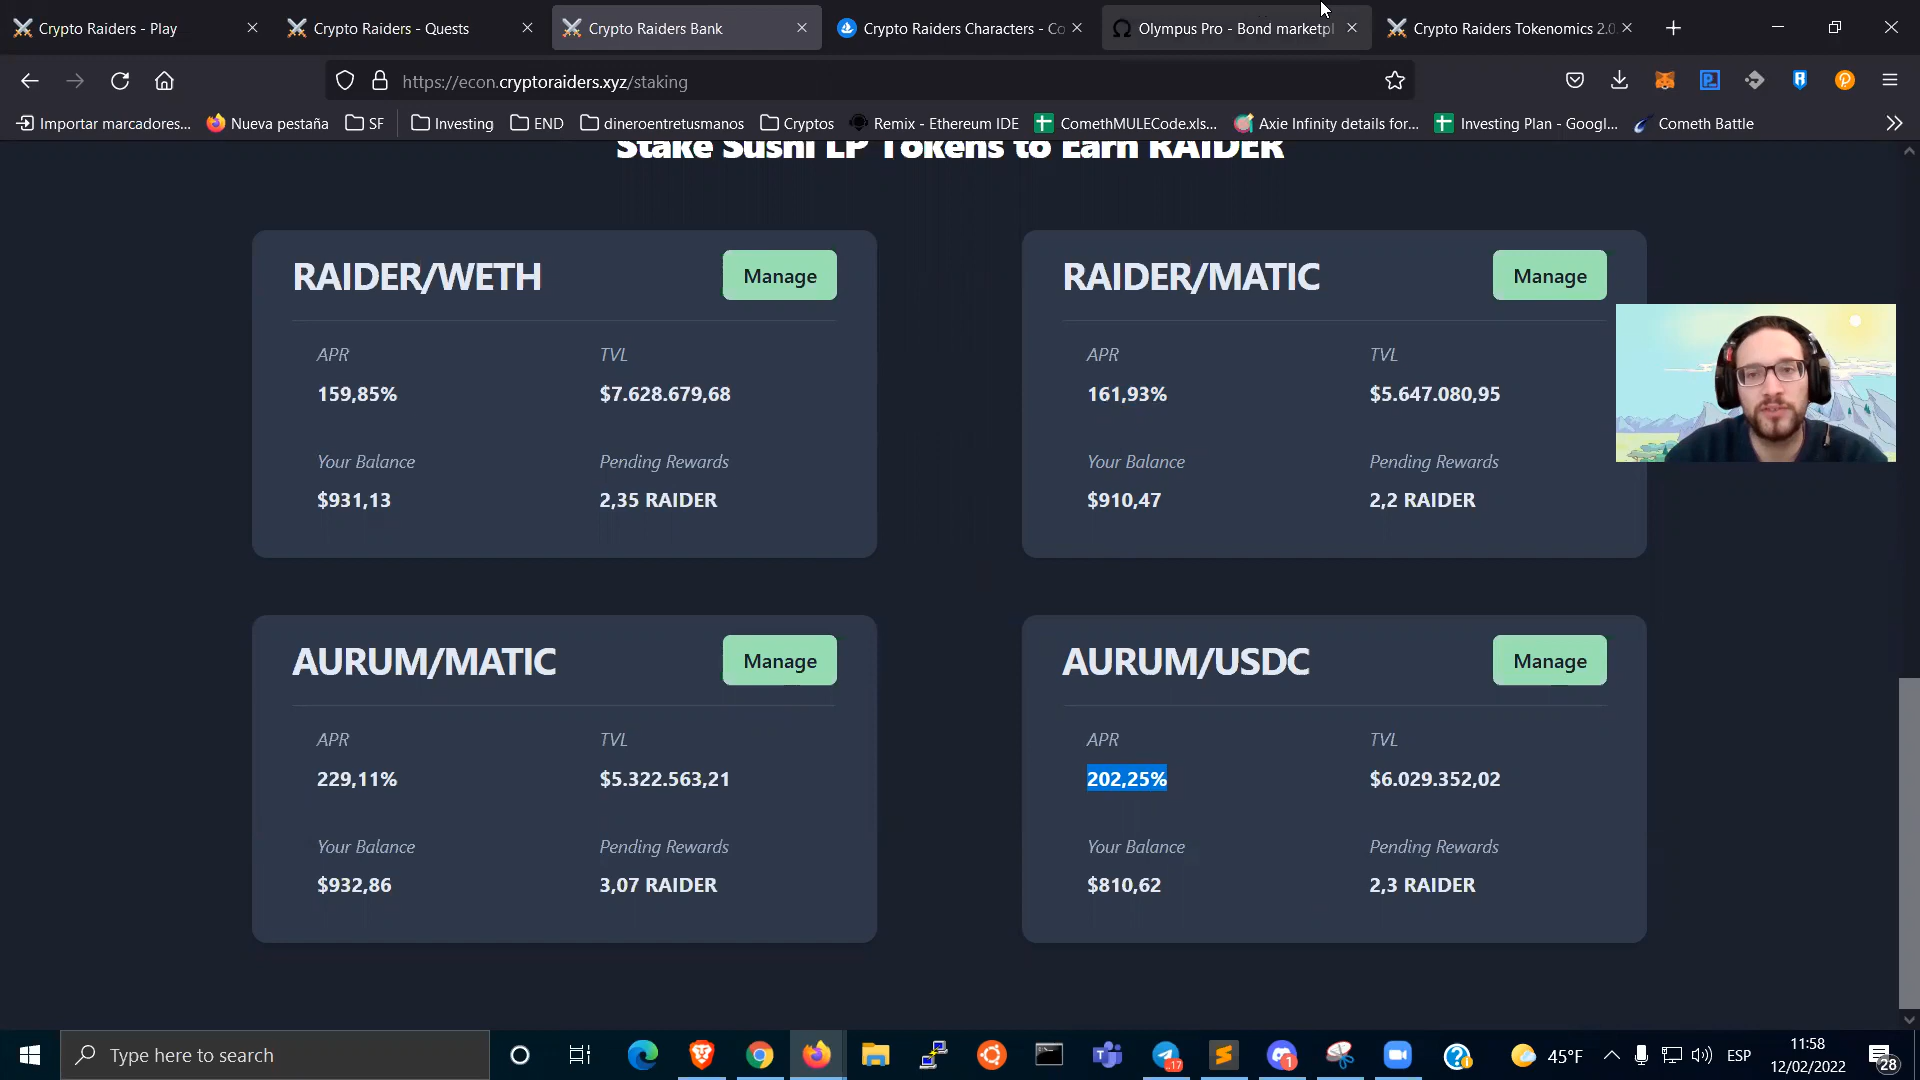 Crypto Raiders - Play
Crypto Raiders - Quests
Crypto Raiders Bank
Crypto Raiders Characters - Co
Olympus Pro - Bond marketpl
Crypto Raiders Tokenomics 2.0
https://econ.cryptoraiders.xyz/staking
Importar marcadores...
Nueva pestaña
SF
Investing
END
dineroentretusmanos
Cryptos
Remix - Ethereum IDE
ComethMULECode.xls...
Axie Infinity details for...
Investing Plan - Googl...
Cometh Battle
Stake Sushi LP Tokens to Earn RAIDER
RAIDER/WETH
Manage
APR
TVL
159,85%
$7.628.679,68
Your Balance
Pending Rewards
$931,13
2,35 RAIDER
RAIDER/MATIC
Manage
APR
TVL
161,93%
$5.647.080,95
Your Balance
Pending Rewards
$910,47
2,2 RAIDER
AURUM/MATIC
Manage
APR
TVL
229,11%
$5.322.563,21
Your Balance
Pending Rewards
$932,86
3,07 RAIDER
AURUM/USDC
Manage
APR
TVL
202,25%
$6.029.352,02
Your Balance
Pending Rewards
$810,62
2,3 RAIDER
Type here to search
17
1
45°F
ESP
11:58
12/02/2022
28